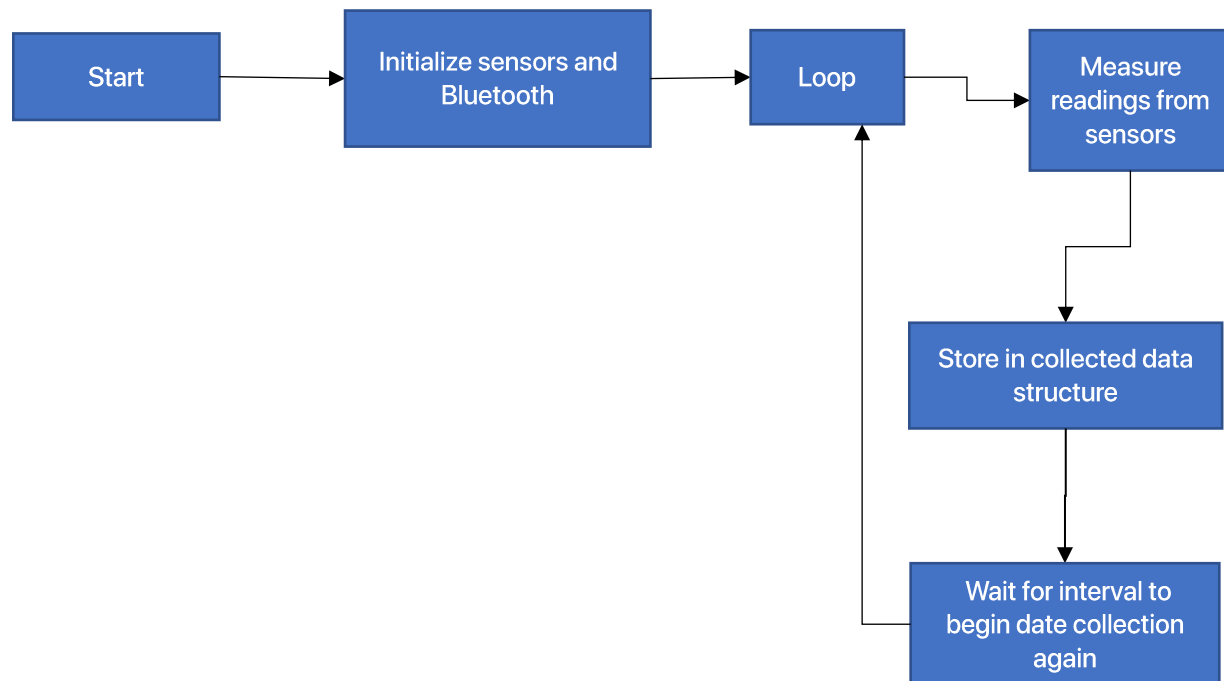 Start
Initialize sensors and
Bluetooth
Loop
Measure
readings from
sensors
Store in collected data
structure
Wait for interval to
begin date collection
again